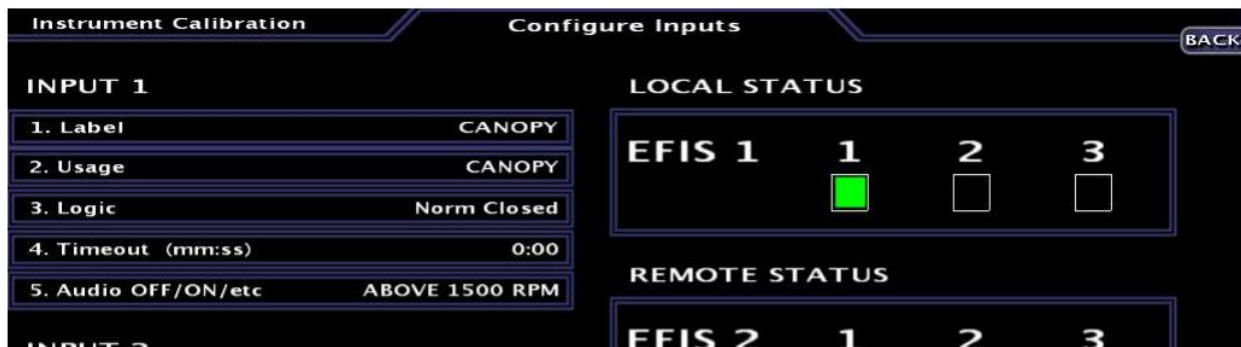 Instrument Calibration
Configure Inputs
BACK
INPUT 1
1. Label CANOPY
2. Usage CANOPY
3. Logic Norm Closed
4. Timeout (mm:ss) 0:00
5. Audio OFF/ON/etc ABOVE 1500 RPM
LOCAL STATUS
EFIS 1 1 2 3
REMOTE STATUS
EFIS 2 1 2 3